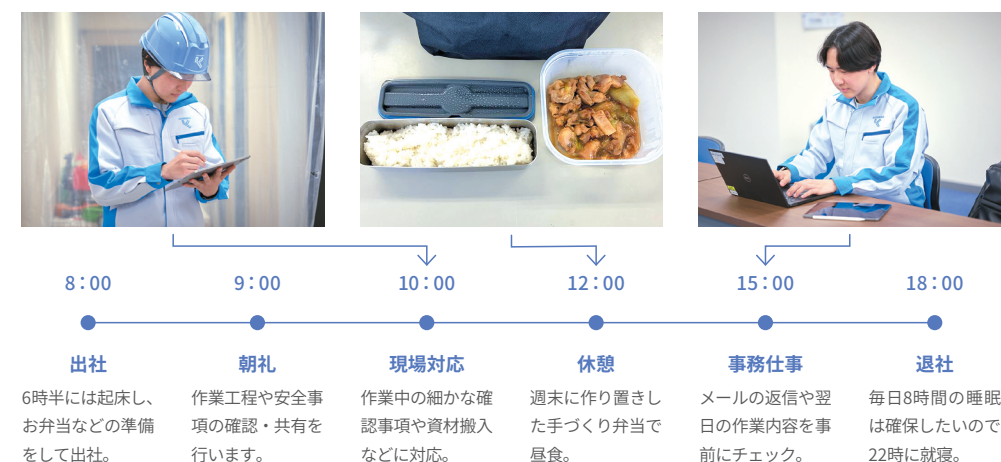 8：00
9：00
10：00
12：00
15：00
18：00
出社
朝礼
現場対応
休憩
事務仕事
退社
6時半には起床し、
お弁当などの準備
をして出社。
作業工程や安全事
項の確認・共有を
行います。
作業中の細かな確
認事項や資材搬入
などに対応。
週末に作り置きし
た手づくり弁当で
昼食。
メールの返信や翌
日の作業内容を事
前にチェック。
毎日8時間の睡眠
は確保したいので
22時に就寝。